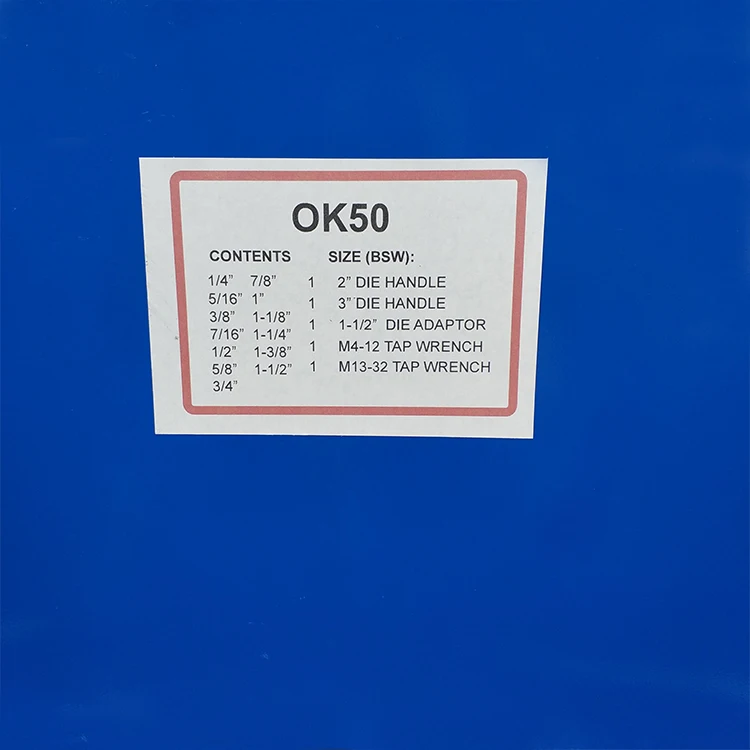 OK50
CONTENTS SIZE (BSW):
1/4” 7/8” 1 2” DIE HANDLE
5/16” 1” 1 3” DIE HANDLE
3/8” 1-1/8” 1 1-1/2” DIE ADAPTOR
7/16” 1-1/4”
1/2” 1-3/8” 1 M4-12 TAP WRENCH
5/8” 1-1/2” 1 M13-32 TAP WRENCH
3/4”